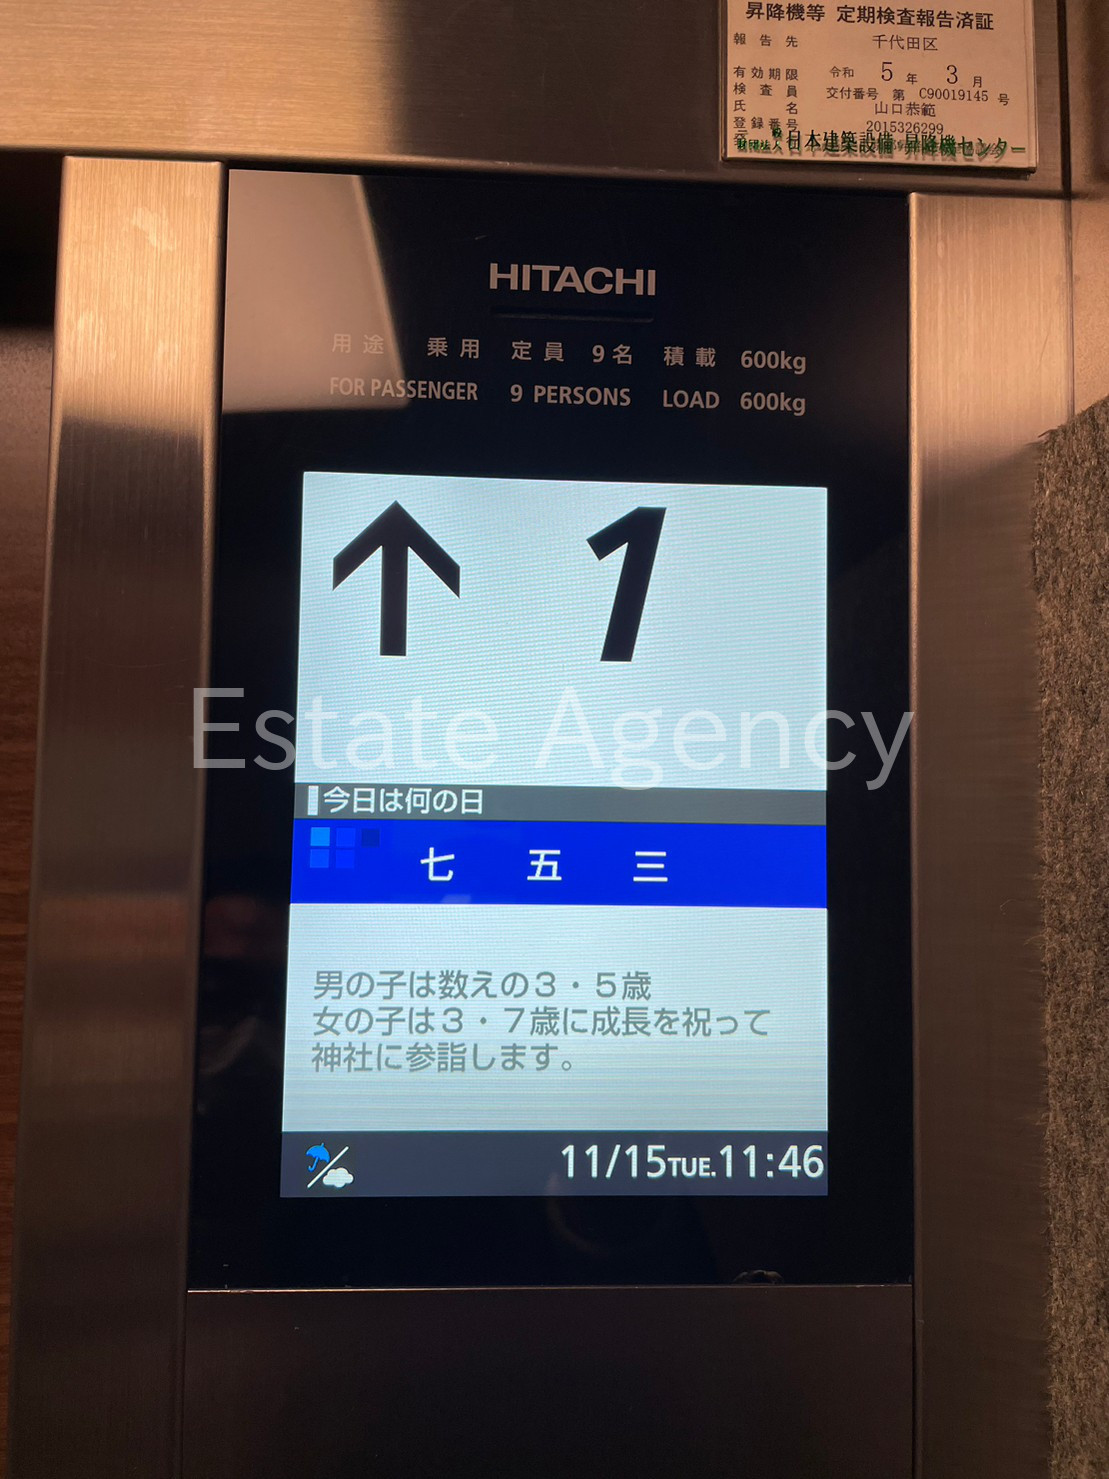 昇降機等 定期検査報告済証
報告先 千代田区
有効期限 令和 5 年 3 月
検査員 交付番号 第 C90019145 号
氏名 山口恭範
登録番号 2015326299
財団法人 日本建築設備・昇降機センター
HITACHI
用途 乗用 定員 9名 積載 600kg
FOR PASSENGER 9 PERSONS LOAD 600kg
↑ 1
Estate Agency
今日は何の日
七 五 三
男の子は数えの3・5歳
女の子は3・7歳に成長を祝って
神社に参詣します。
11/15TUE.11:46